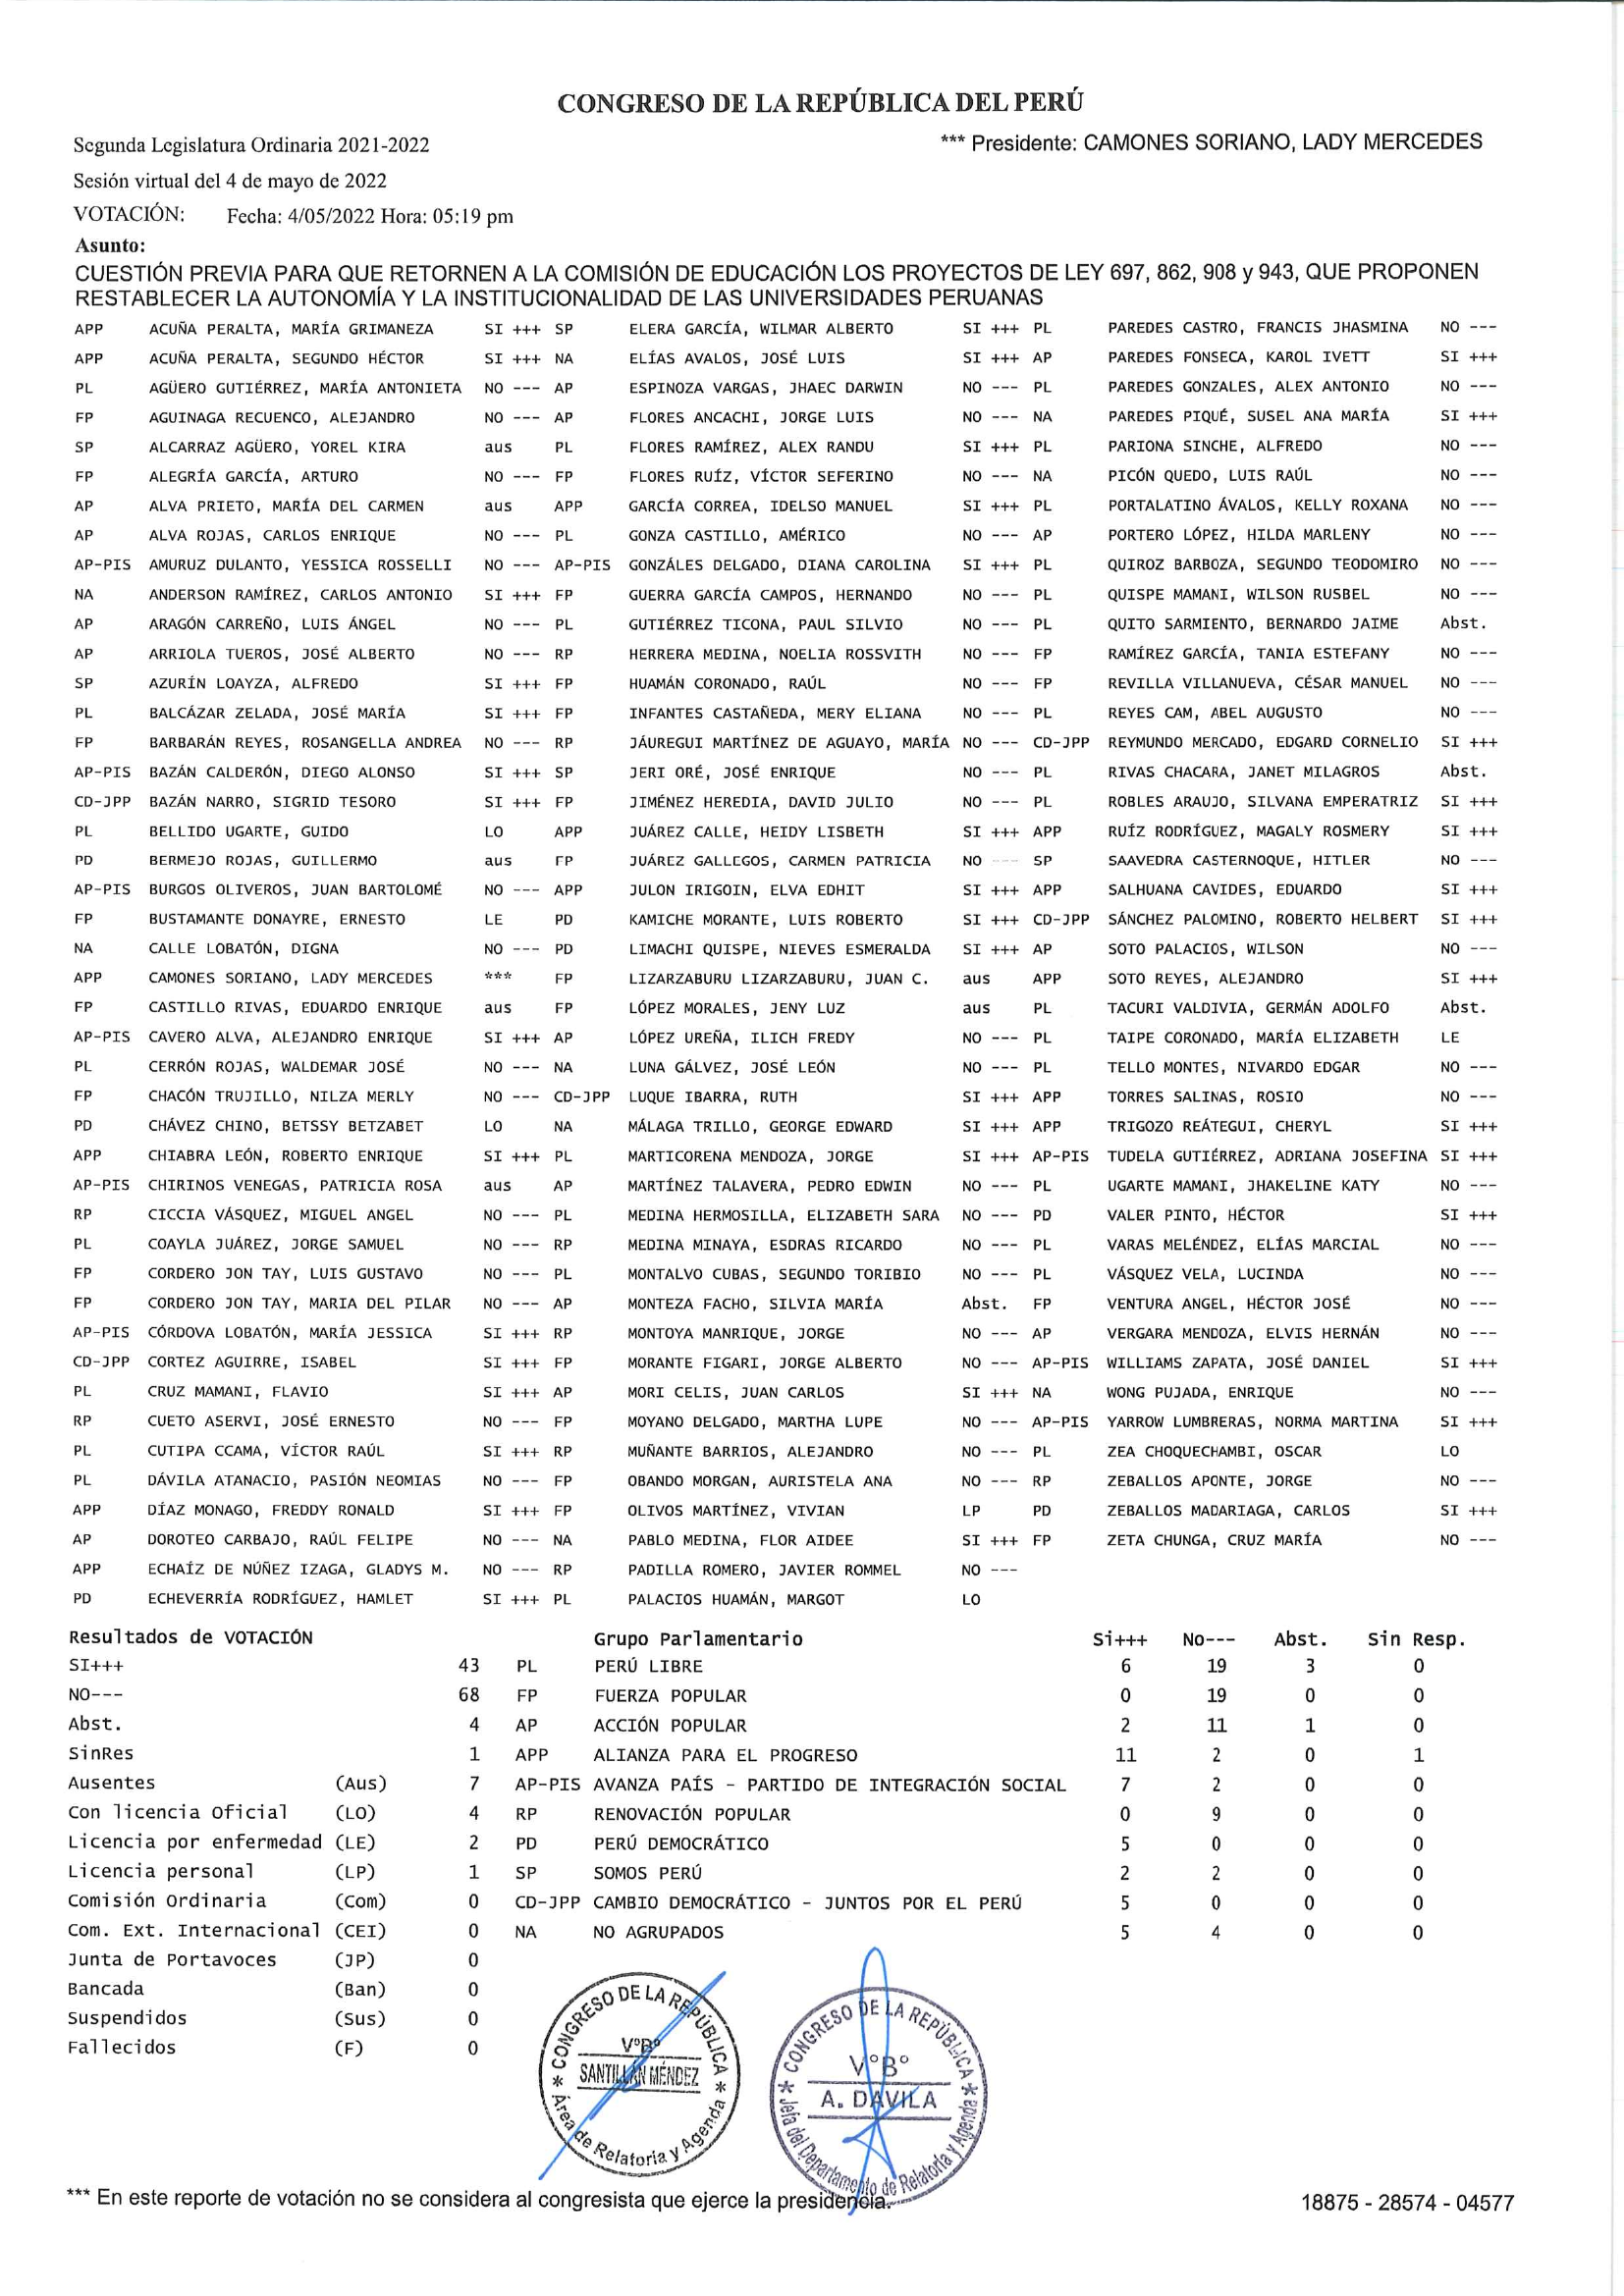 CONGRESO DE LA REPÚBLICA DEL PERÚ
Segunda Legislatura Ordinaria 2021-2022 *** Presidente: CAMONES SORIANO, LADY MERCEDES
Sesión virtual del 4 de mayo de 2022
VOTACIÓN: Fecha: 4/05/2022 Hora: 05:19 pm
Asunto:
CUESTIÓN PREVIA PARA QUE RETORNEN A LA COMISIÓN DE EDUCACIÓN LOS PROYECTOS DE LEY 697, 862, 908 y 943, QUE PROPONEN
RESTABLECER LA AUTONOMÍA Y LA INSTITUCIONALIDAD DE LAS UNIVERSIDADES PERUANAS
APP ACUÑA PERALTA, MARÍA GRIMANEZA SI +++ SP ELERA GARCÍA, WILMAR ALBERTO SI +++ PL PAREDES CASTRO, FRANCIS JHASMINA NO ---
APP ACUÑA PERALTA, SEGUNDO HÉCTOR SI +++ NA ELÍAS AVALOS, JOSÉ LUIS SI +++ AP PAREDES FONSECA, KAROL IVETT SI +++
PL AGÜERO GUTIÉRREZ, MARÍA ANTONIETA NO --- AP ESPINOZA VARGAS, JHAEC DARWIN NO --- PL PAREDES GONZALES, ALEX ANTONIO NO ---
FP AGUINAGA RECUENCO, ALEJANDRO NO --- AP FLORES ANCACHI, JORGE LUIS NO --- NA PAREDES PIQUÉ, SUSEL ANA MARÍA SI +++
SP ALCARRAZ AGÜERO, YOREL KIRA aus PL FLORES RAMÍREZ, ALEX RANDU SI +++ PL PARIONA SINCHE, ALFREDO NO ---
FP ALEGRÍA GARCÍA, ARTURO NO --- FP FLORES RUÍZ, VÍCTOR SEFERINO NO --- NA PICÓN QUEDO, LUIS RAÚL NO ---
AP ALVA PRIETO, MARÍA DEL CARMEN aus APP GARCÍA CORREA, IDELSO MANUEL SI +++ PL PORTALATINO ÁVALOS, KELLY ROXANA NO ---
AP ALVA ROJAS, CARLOS ENRIQUE NO --- PL GONZA CASTILLO, AMÉRICO NO --- AP PORTERO LÓPEZ, HILDA MARLENY NO ---
AP-PIS AMURUZ DULANTO, YESSICA ROSSELLI NO --- AP-PIS GONZÁLES DELGADO, DIANA CAROLINA SI +++ PL QUIROZ BARBOZA, SEGUNDO TEODOMIRO NO ---
NA ANDERSON RAMÍREZ, CARLOS ANTONIO SI +++ FP GUERRA GARCÍA CAMPOS, HERNANDO NO --- PL QUISPE MAMANI, WILSON RUSBEL NO ---
AP ARAGÓN CARREÑO, LUIS ÁNGEL NO --- PL GUTIÉRREZ TICONA, PAUL SILVIO NO --- PL QUITO SARMIENTO, BERNARDO JAIME Abst.
AP ARRIOLA TUEROS, JOSÉ ALBERTO NO --- RP HERRERA MEDINA, NOELIA ROSSVITH NO --- FP RAMÍREZ GARCÍA, TANIA ESTEFANY NO ---
SP AZURÍN LOAYZA, ALFREDO SI +++ FP HUAMÁN CORONADO, RAÚL NO --- FP REVILLA VILLANUEVA, CÉSAR MANUEL NO ---
PL BALCÁZAR ZELADA, JOSÉ MARÍA SI +++ FP INFANTES CASTAÑEDA, MERY ELIANA NO --- PL REYES CAM, ABEL AUGUSTO NO ---
FP BARBARÁN REYES, ROSANGELLA ANDREA NO --- RP JÁUREGUI MARTÍNEZ DE AGUAYO, MARÍA NO --- CD-JPP REYMUNDO MERCADO, EDGARD CORNELIO SI +++
AP-PIS BAZÁN CALDERÓN, DIEGO ALONSO SI +++ SP JERI ORÉ, JOSÉ ENRIQUE NO --- PL RIVAS CHACARA, JANET MILAGROS Abst.
CD-JPP BAZÁN NARRO, SIGRID TESORO SI +++ FP JIMÉNEZ HEREDIA, DAVID JULIO NO --- PL ROBLES ARAUJO, SILVANA EMPERATRIZ SI +++
PL BELLIDO UGARTE, GUIDO LO APP JUÁREZ CALLE, HEIDY LISBETH SI +++ APP RUÍZ RODRÍGUEZ, MAGALY ROSMERY SI +++
PD BERMEJO ROJAS, GUILLERMO aus FP JUÁREZ GALLEGOS, CARMEN PATRICIA NO --- SP SAAVEDRA CASTERNOQUE, HITLER NO ---
AP-PIS BURGOS OLIVEROS, JUAN BARTOLOMÉ NO --- APP JULON IRIGOIN, ELVA EDHIT SI +++ APP SALHUANA CAVIDES, EDUARDO SI +++
FP BUSTAMANTE DONAYRE, ERNESTO LE PD KAMICHE MORANTE, LUIS ROBERTO SI +++ CD-JPP SÁNCHEZ PALOMINO, ROBERTO HELBERT SI +++
NA CALLE LOBATÓN, DIGNA NO --- PD LIMACHI QUISPE, NIEVES ESMERALDA SI +++ AP SOTO PALACIOS, WILSON NO ---
APP CAMONES SORIANO, LADY MERCEDES *** FP LIZARZABURU LIZARZABURU, JUAN C. aus APP SOTO REYES, ALEJANDRO SI +++
FP CASTILLO RIVAS, EDUARDO ENRIQUE aus FP LÓPEZ MORALES, JENY LUZ aus PL TACURI VALDIVIA, GERMÁN ADOLFO Abst.
AP-PIS CAVERO ALVA, ALEJANDRO ENRIQUE SI +++ AP LÓPEZ UREÑA, ILICH FREDY NO --- PL TAIPE CORONADO, MARÍA ELIZABETH LE
PL CERRÓN ROJAS, WALDEMAR JOSÉ NO --- NA LUNA GÁLVEZ, JOSÉ LEÓN NO --- PL TELLO MONTES, NIVARDO EDGAR NO ---
FP CHACÓN TRUJILLO, NILZA MERLY NO --- CD-JPP LUQUE IBARRA, RUTH SI +++ APP TORRES SALINAS, ROSIO NO ---
PD CHÁVEZ CHINO, BETSSY BETZABET LO NA MÁLAGA TRILLO, GEORGE EDWARD SI +++ APP TRIGOZO REÁTEGUI, CHERYL SI +++
APP CHIABRA LEÓN, ROBERTO ENRIQUE SI +++ PL MARTICORENA MENDOZA, JORGE SI +++ AP-PIS TUDELA GUTIÉRREZ, ADRIANA JOSEFINA SI +++
AP-PIS CHIRINOS VENEGAS, PATRICIA ROSA aus AP MARTÍNEZ TALAVERA, PEDRO EDWIN NO --- PL UGARTE MAMANI, JHAKELINE KATY NO ---
RP CICCIA VÁSQUEZ, MIGUEL ANGEL NO --- PL MEDINA HERMOSILLA, ELIZABETH SARA NO --- PD VALER PINTO, HÉCTOR SI +++
PL COAYLA JUÁREZ, JORGE SAMUEL NO --- RP MEDINA MINAYA, ESDRAS RICARDO NO --- PL VARAS MELÉNDEZ, ELÍAS MARCIAL NO ---
FP CORDERO JON TAY, LUIS GUSTAVO NO --- PL MONTALVO CUBAS, SEGUNDO TORIBIO NO --- PL VÁSQUEZ VELA, LUCINDA NO ---
FP CORDERO JON TAY, MARIA DEL PILAR NO --- AP MONTEZA FACHO, SILVIA MARÍA Abst. FP VENTURA ANGEL, HÉCTOR JOSÉ NO ---
AP-PIS CÓRDOVA LOBATÓN, MARÍA JESSICA SI +++ RP MONTOYA MANRIQUE, JORGE NO --- AP VERGARA MENDOZA, ELVIS HERNÁN NO ---
CD-JPP CORTEZ AGUIRRE, ISABEL SI +++ FP MORANTE FIGARI, JORGE ALBERTO NO --- AP-PIS WILLIAMS ZAPATA, JOSÉ DANIEL SI +++
PL CRUZ MAMANI, FLAVIO SI +++ AP MORI CELIS, JUAN CARLOS SI +++ NA WONG PUJADA, ENRIQUE NO ---
RP CUETO ASERVI, JOSÉ ERNESTO NO --- FP MOYANO DELGADO, MARTHA LUPE NO --- AP-PIS YARROW LUMBRERAS, NORMA MARTINA SI +++
PL CUTIPA CCAMA, VÍCTOR RAÚL SI +++ RP MUÑANTE BARRIOS, ALEJANDRO NO --- PL ZEA CHOQUECHAMBI, OSCAR LO
PL DÁVILA ATANACIO, PASIÓN NEOMIAS NO --- FP OBANDO MORGAN, AURISTELA ANA NO --- RP ZEBALLOS APONTE, JORGE NO ---
APP DÍAZ MONAGO, FREDDY RONALD SI +++ FP OLIVOS MARTÍNEZ, VIVIAN LP PD ZEBALLOS MADARIAGA, CARLOS SI +++
AP DOROTEO CARBAJO, RAÚL FELIPE NO --- NA PABLO MEDINA, FLOR AIDEE SI +++ FP ZETA CHUNGA, CRUZ MARÍA NO ---
APP ECHAÍZ DE NÚÑEZ IZAGA, GLADYS M. NO --- RP PADILLA ROMERO, JAVIER ROMMEL NO ---
PD ECHEVERRÍA RODRÍGUEZ, HAMLET SI +++ PL PALACIOS HUAMÁN, MARGOT LO
Resultados de VOTACIÓN Grupo Parlamentario Si+++ No--- Abst. Sin Resp.
SI+++ 43 PL PERÚ LIBRE 6 19 3 0
NO--- 68 FP FUERZA POPULAR 0 19 0 0
Abst. 4 AP ACCIÓN POPULAR 2 11 1 0
SinRes 1 APP ALIANZA PARA EL PROGRESO 11 2 0 1
Ausentes (Aus) 7 AP-PIS AVANZA PAÍS - PARTIDO DE INTEGRACIÓN SOCIAL 7 2 0 0
Con licencia Oficial (LO) 4 RP RENOVACIÓN POPULAR 0 9 0 0
Licencia por enfermedad (LE) 2 PD PERÚ DEMOCRÁTICO 5 0 0 0
Licencia personal (LP) 1 SP SOMOS PERÚ 2 2 0 0
Comisión Ordinaria (Com) 0 CD-JPP CAMBIO DEMOCRÁTICO - JUNTOS POR EL PERÚ 5 0 0 0
Com. Ext. Internacional (CEI) 0 NA NO AGRUPADOS 5 4 0 0
Junta de Portavoces (JP) 0
Bancada (Ban) 0
Suspendidos (Sus) 0
Fallecidos (F) 0
* CONGRESO DE LA REPÚBLICA *
V°B°
SANTILLÁN MÉNDEZ
Área de Relatoria y Agenda
* CONGRESO DE LA REPÚBLICA *
V°B°
A. DAVILA
Jefa del Departamento de Relatoría y Agenda
*** En este reporte de votación no se considera al congresista que ejerce la presidencia. 18875 - 28574 - 04577